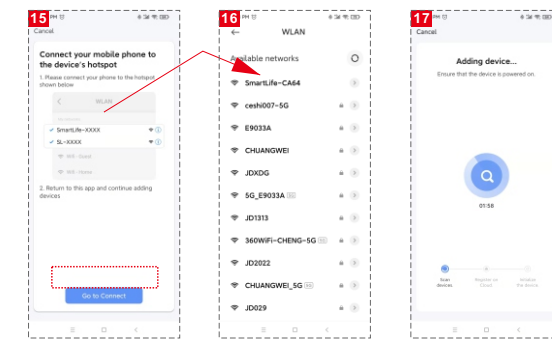 15
Cancel
Connect your mobile phone to
the device's hotspot
1. Please connect your phone to the hotspot
shown below
WLAN
SmartLife-XXXX
SL-XXXX
Wifi - Guest
Wifi - Home
2. Return to this app and continue adding
devices
Go to Connect
16
WLAN
Available networks
SmartLife-CA64
ceshi007-5G
E9033A
CHUANGWEI
JDXDG
5G_E9033A
JD1313
360WiFi-CHENG-5G
JD2022
CHUANGWEI_5G
JD029
17
Cancel
Adding device...
Ensure that the device is powered on.
01:58
Scan
devices
Register on
Cloud
Initialize
the device